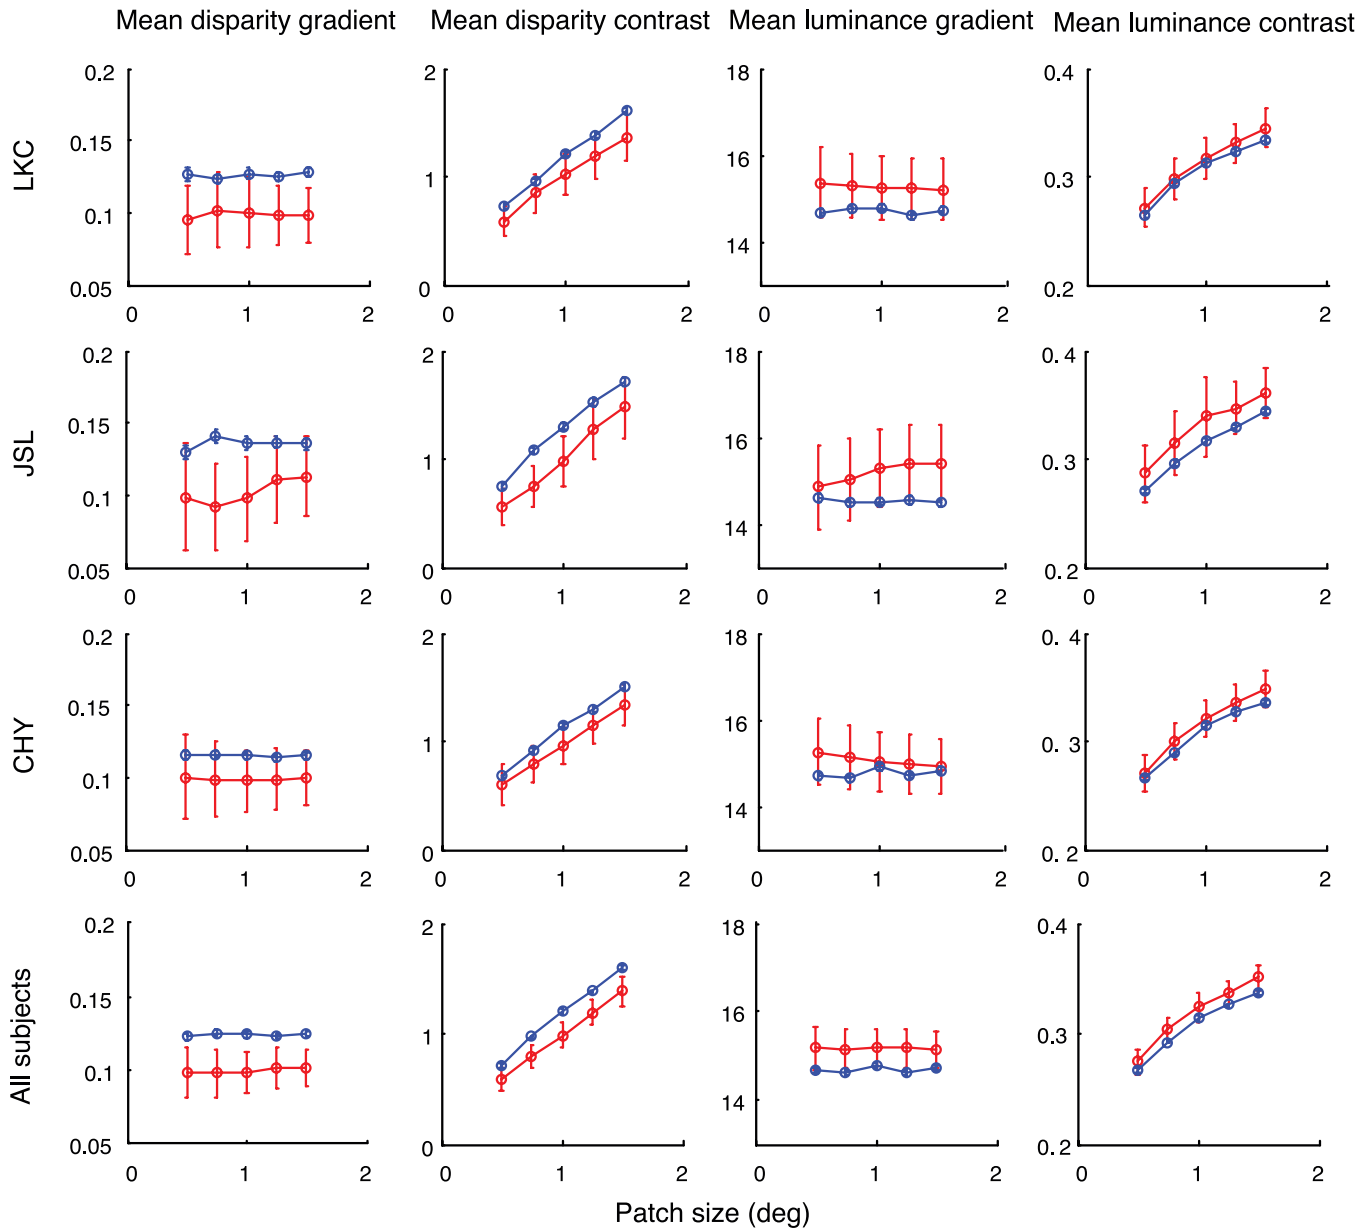 Mean disparity gradient Mean disparity contrast Mean luminance gradient Mean luminance contrast
LKC
0.2 2 18 0.4
0.15 16
1 0.3
0.1 14
0.05 0 0.2
0 1 2 0 1 2 0 1 2 0 1 2
JSL
0.2 2 18 0. 4
0.15 16
1 0.3
0.1 14
0.05 0 0.2
0 1 2 0 1 2 0 1 2 0 1 2
CHY
0.2 2 18 0. 4
0.15 16
1 0.3
0.1 14
0.05 0 0. 2
0 1 2 0 1 2 0 1 2 0 1 2
All subjects
0.2 2 18 0.4
0.15 16
1 0.3
0.1 14
0.05 0 0. 2
0 1 2 0 1 2 0 1 2 0 1 2
Patch size (deg)